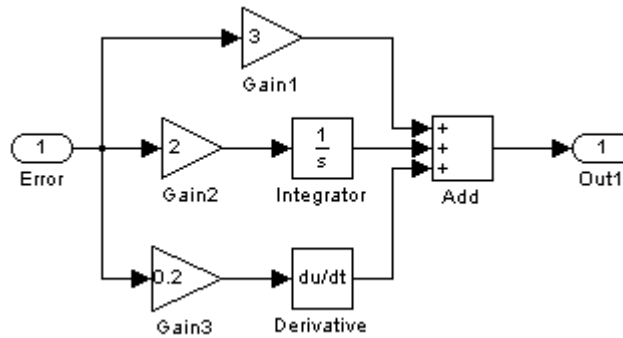 3
Gain1
1
Error
2
Gain2
1
s
Integrator
+
+
+
Add
1
Out1
0.2
Gain3
du/dt
Derivative